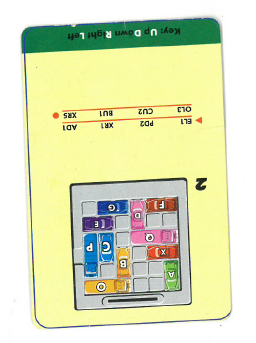 2
O
A B
X C P
Q
D E
F G
EL1 PD2 XR1 AD1
OL3 CU2 BU1 XR5
Key: Up Down Right Left